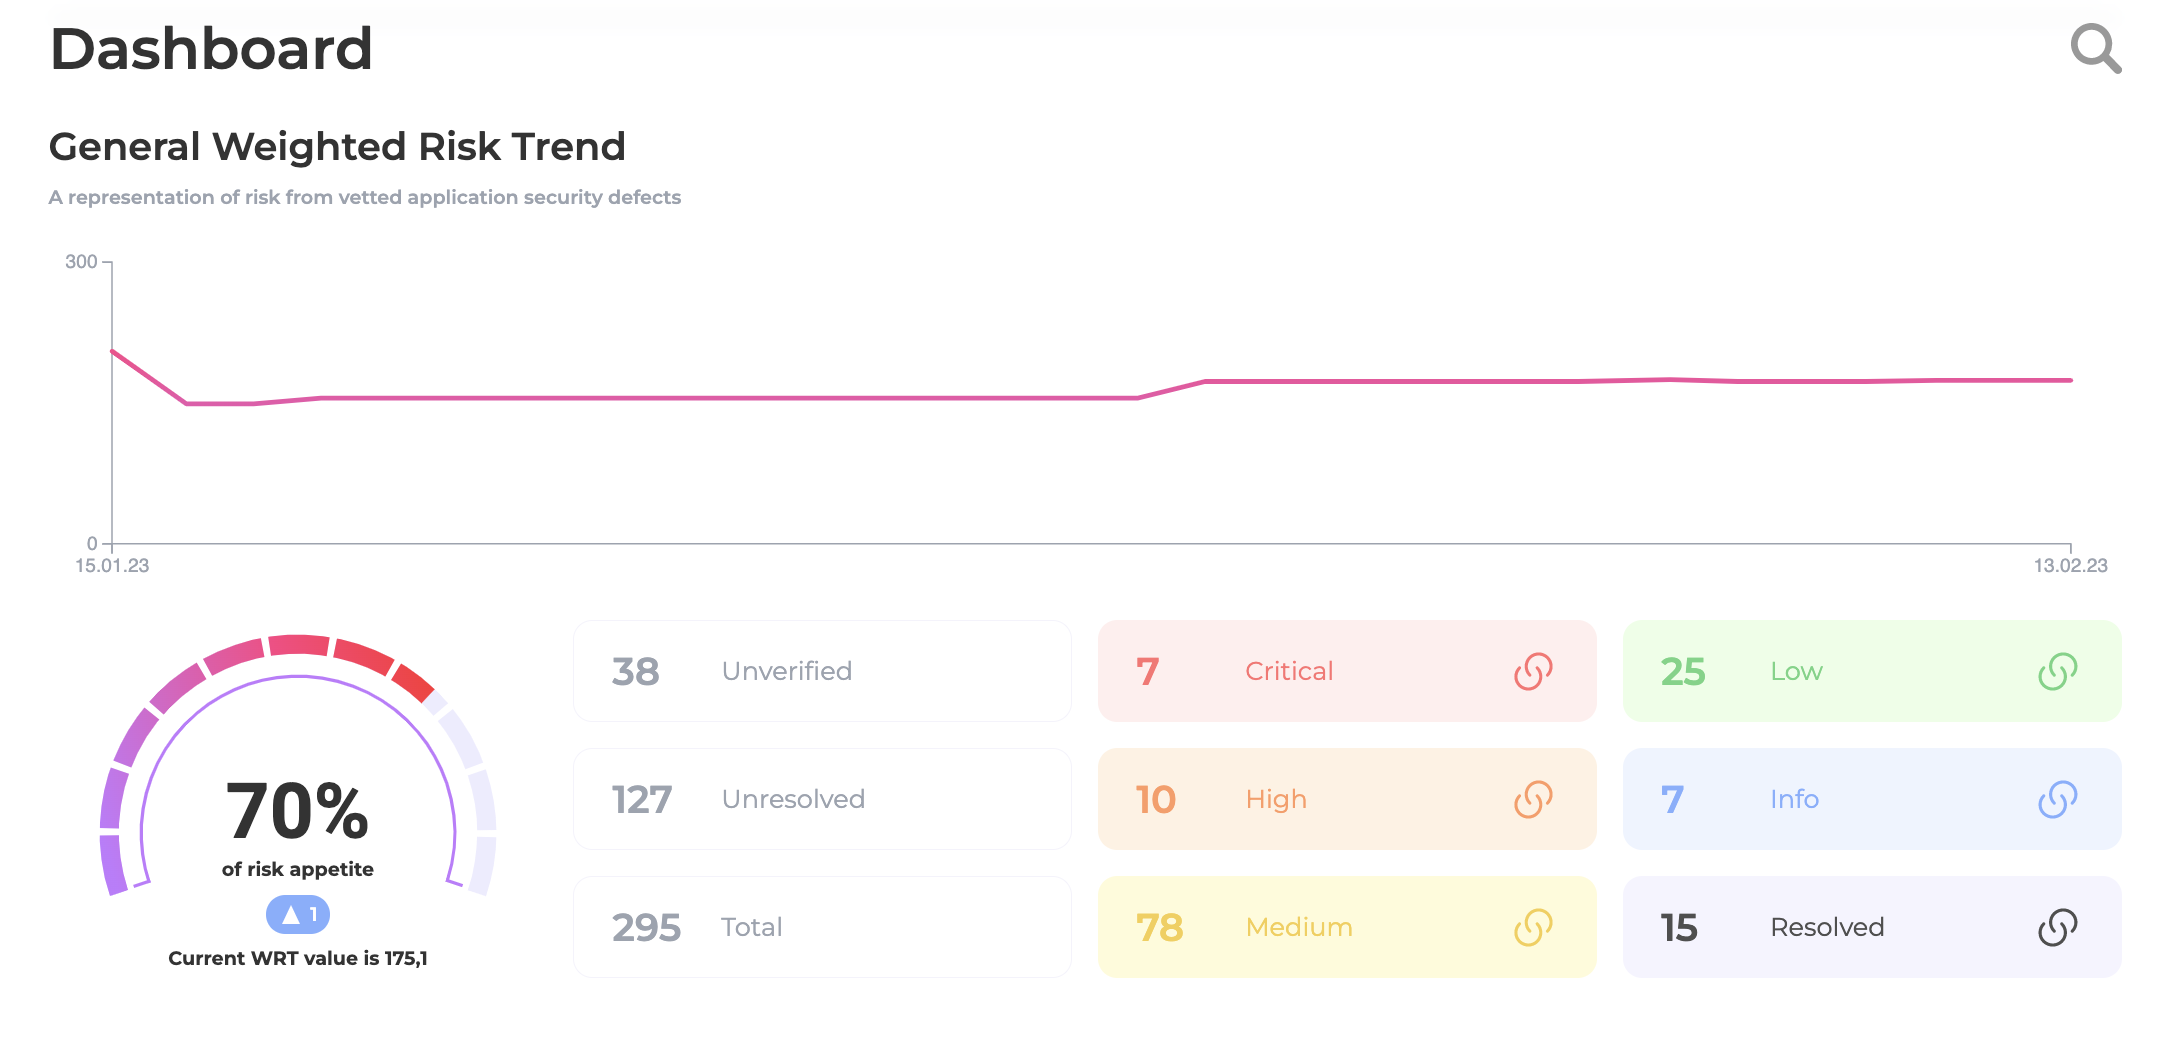 Dashboard
General Weighted Risk Trend
A representation of risk from vetted application security defects
300
0
15.01.23
13.02.23
70%
of risk appetite
1
Current WRT value is 175,1
38 Unverified
7 Critical
25 Low
127 Unresolved
10 High
7 Info
295 Total
78 Medium
15 Resolved